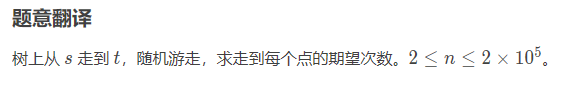 题意翻译
树上从 s 走到 t，随机游走，求走到每个点的期望次数。2 ≤ n ≤ 2 × 10⁵。